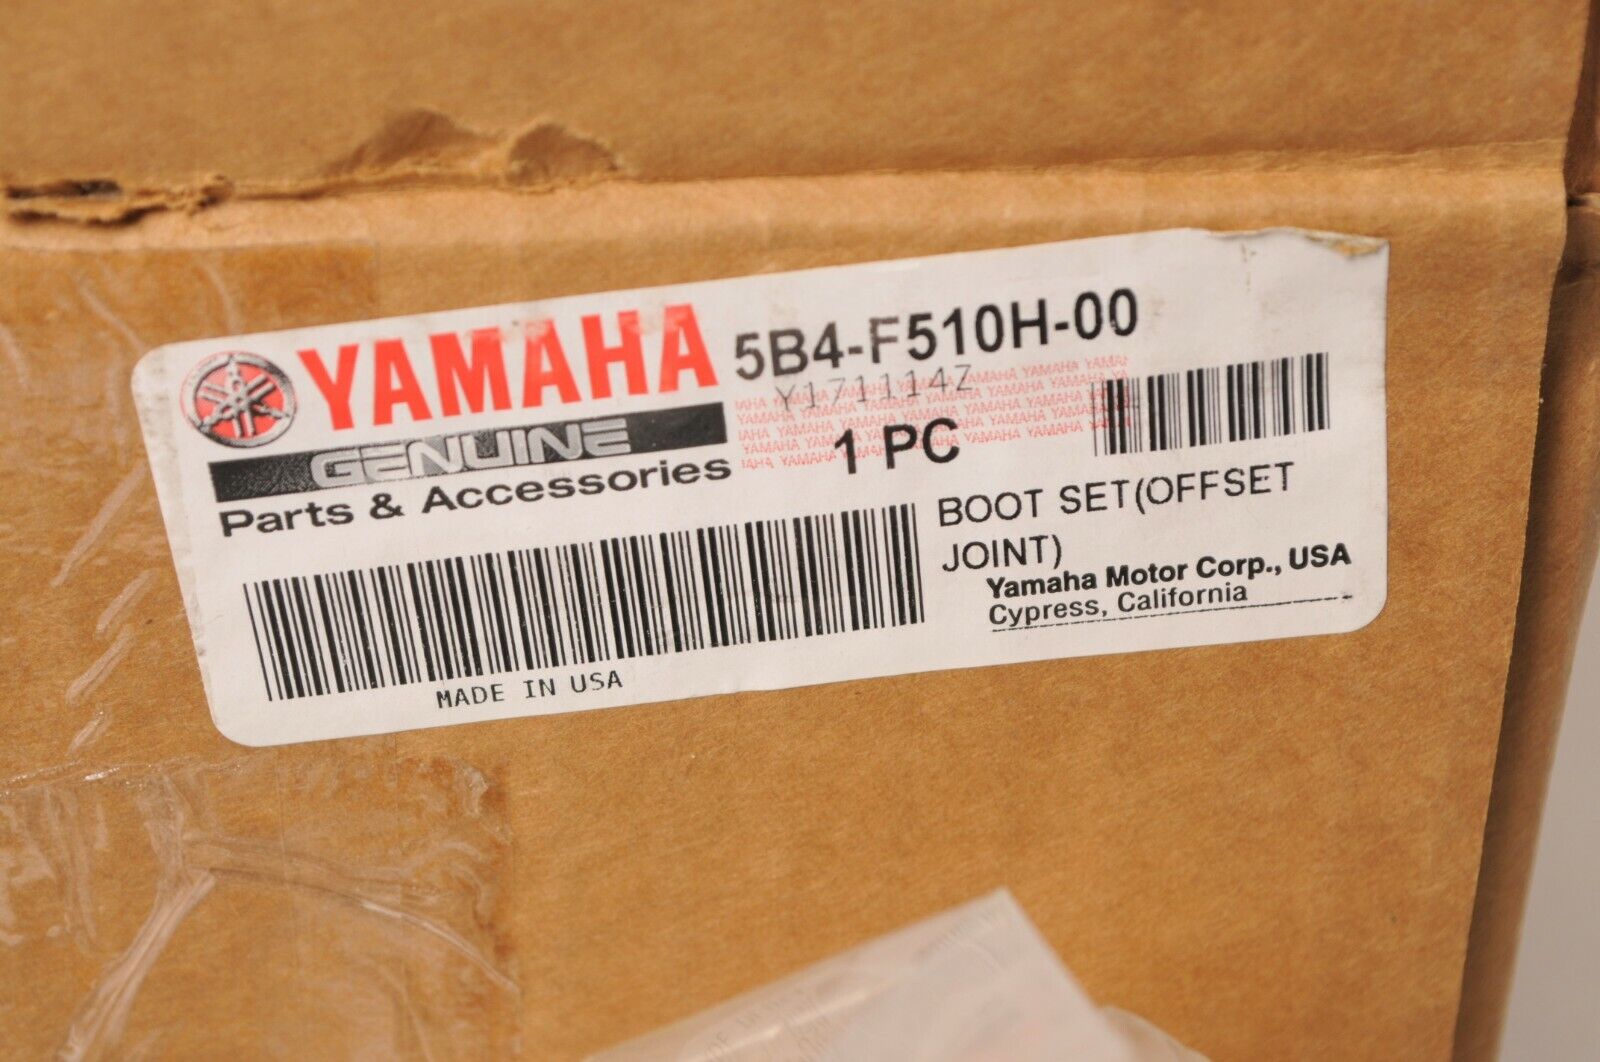 YAMAHA
5B4-F510H-00
Y171114Z
GENUINE
1 PC
Parts & Accessories
BOOT SET(OFFSET
JOINT)
Yamaha Motor Corp., USA
Cypress, California
MADE IN USA